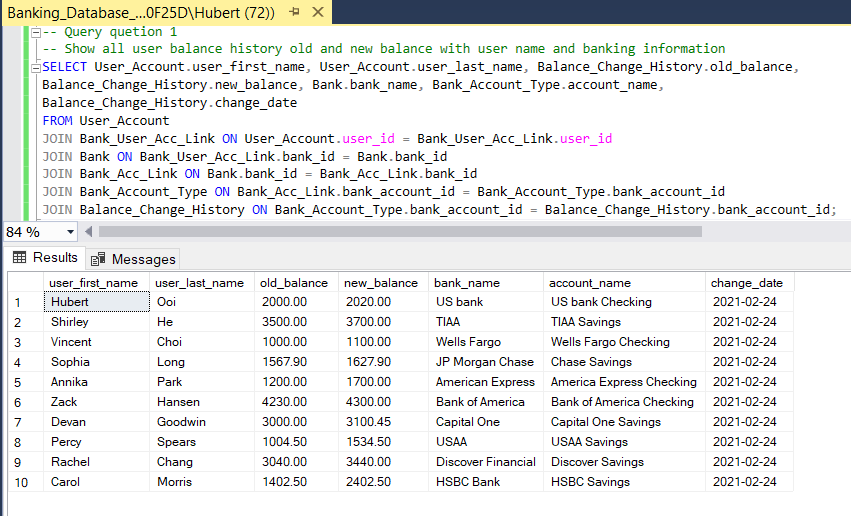 Banking_Database_...0F25D\Hubert (72))
-- Query quetion 1
-- Show all user balance history old and new balance with user name and banking information
SELECT User_Account.user_first_name, User_Account.user_last_name, Balance_Change_History.old_balance,
Balance_Change_History.new_balance, Bank.bank_name, Bank_Account_Type.account_name,
Balance_Change_History.change_date
FROM User_Account
JOIN Bank_User_Acc_Link ON User_Account.user_id = Bank_User_Acc_Link.user_id
JOIN Bank ON Bank_User_Acc_Link.bank_id = Bank.bank_id
JOIN Bank_Acc_Link ON Bank.bank_id = Bank_Acc_Link.bank_id
JOIN Bank_Account_Type ON Bank_Acc_Link.bank_account_id = Bank_Account_Type.bank_account_id
JOIN Balance_Change_History ON Bank_Account_Type.bank_account_id = Balance_Change_History.bank_account_id;
84 %
Results Messages
user_first_name user_last_name old_balance new_balance bank_name account_name change_date
1 Hubert Ooi 2000.00 2020.00 US bank US bank Checking 2021-02-24
2 Shirley He 3500.00 3700.00 TIAA TIAA Savings 2021-02-24
3 Vincent Choi 1000.00 1100.00 Wells Fargo Wells Fargo Checking 2021-02-24
4 Sophia Long 1567.90 1627.90 JP Morgan Chase Chase Savings 2021-02-24
5 Annika Park 1200.00 1700.00 American Express America Express Checking 2021-02-24
6 Zack Hansen 4230.00 4300.00 Bank of America Bank of America Checking 2021-02-24
7 Devan Goodwin 3000.00 3100.45 Capital One Capital One Savings 2021-02-24
8 Percy Spears 1004.50 1534.50 USAA USAA Savings 2021-02-24
9 Rachel Chang 3040.00 3440.00 Discover Financial Discover Savings 2021-02-24
10 Carol Morris 1402.50 2402.50 HSBC Bank HSBC Savings 2021-02-24